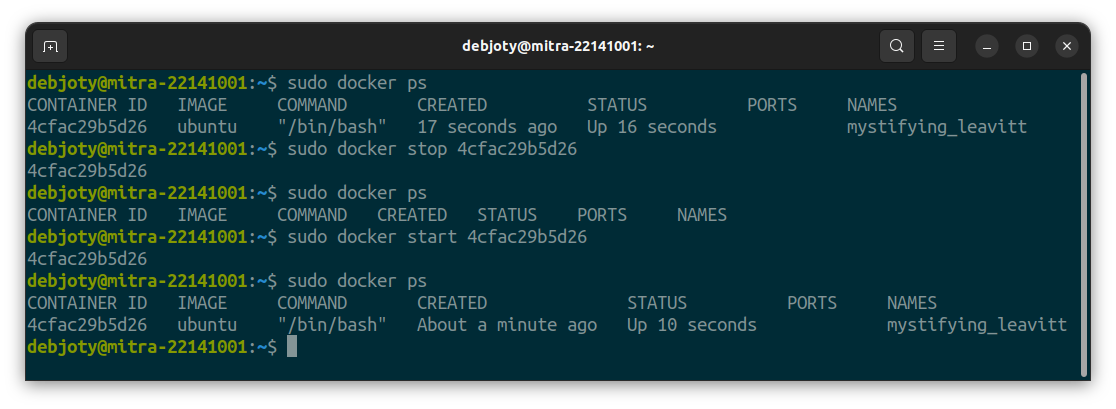 debjoty@mitra-22141001: ~
debjoty@mitra-22141001:~$ sudo docker ps
CONTAINER ID   IMAGE     COMMAND       CREATED          STATUS          PORTS     NAMES
4cfac29b5d26   ubuntu    "/bin/bash"   17 seconds ago   Up 16 seconds             mystifying_leavitt
debjoty@mitra-22141001:~$ sudo docker stop 4cfac29b5d26
4cfac29b5d26
debjoty@mitra-22141001:~$ sudo docker ps
CONTAINER ID   IMAGE     COMMAND   CREATED   STATUS    PORTS     NAMES
debjoty@mitra-22141001:~$ sudo docker start 4cfac29b5d26
4cfac29b5d26
debjoty@mitra-22141001:~$ sudo docker ps
CONTAINER ID   IMAGE     COMMAND       CREATED              STATUS          PORTS     NAMES
4cfac29b5d26   ubuntu    "/bin/bash"   About a minute ago   Up 10 seconds             mystifying_leavitt
debjoty@mitra-22141001:~$